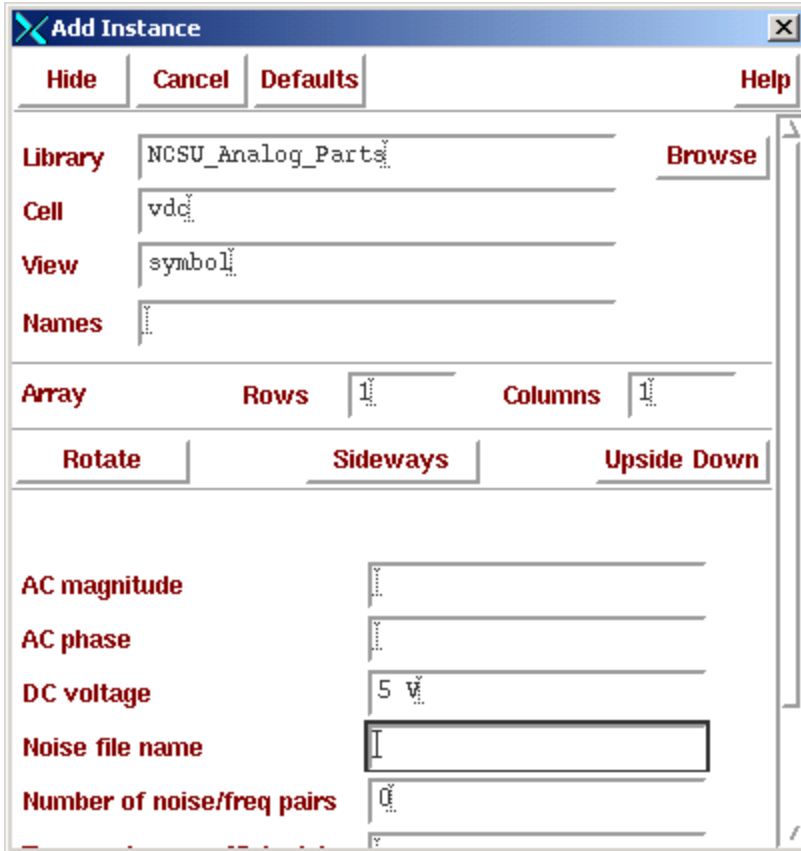 Add Instance
Hide Cancel Defaults Help
Library NCSU_Analog_Parts Browse
Cell vdc
View symbol
Names
Array Rows 1 Columns 1
Rotate Sideways Upside Down
AC magnitude
AC phase
DC voltage 5 V
Noise file name
Number of noise/freq pairs 0